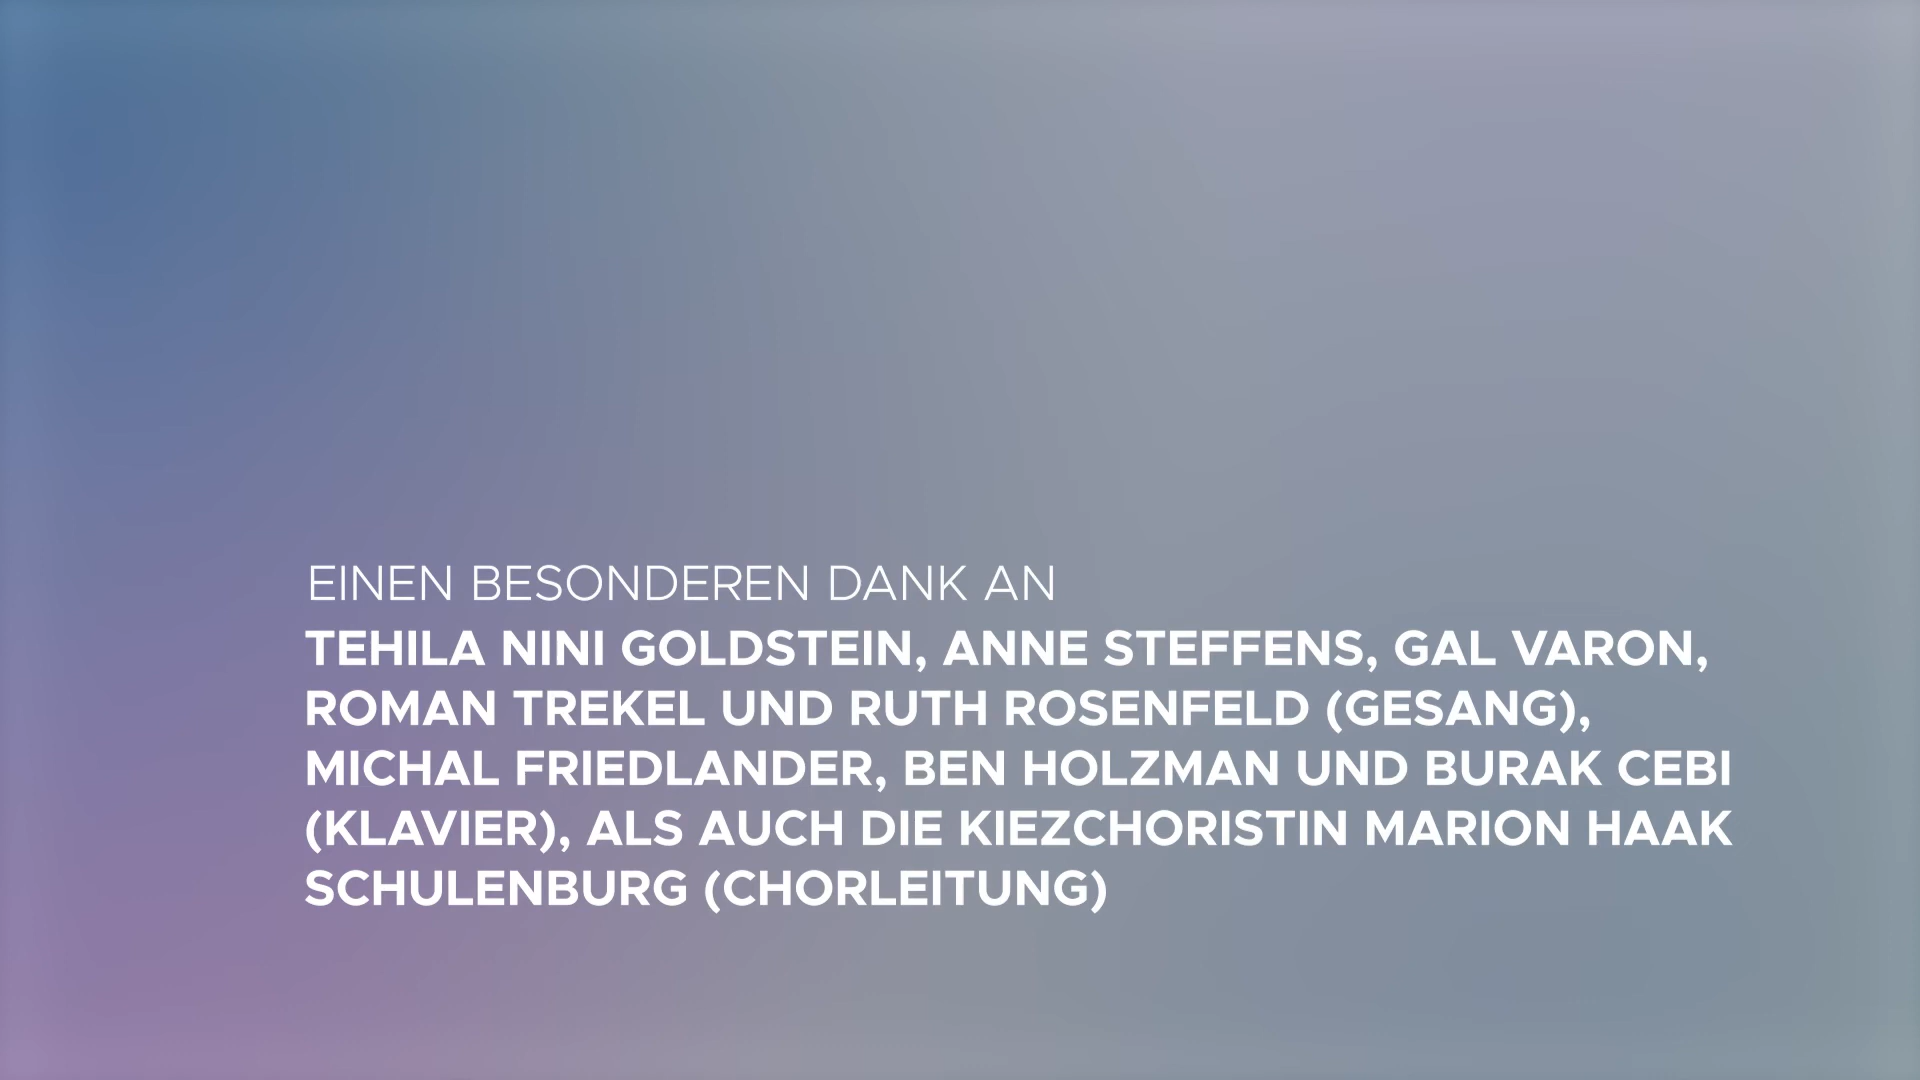 EINEN BESONDEREN DANK AN
TEHILA NINI GOLDSTEIN, ANNE STEFFENS, GAL VARON,
ROMAN TREKEL UND RUTH ROSENFELD (GESANG),
MICHAL FRIEDLANDER, BEN HOLZMAN UND BURAK CEBI
(KLAVIER), ALS AUCH DIE KIEZCHORISTIN MARION HAAK
SCHULENBURG (CHORLEITUNG)